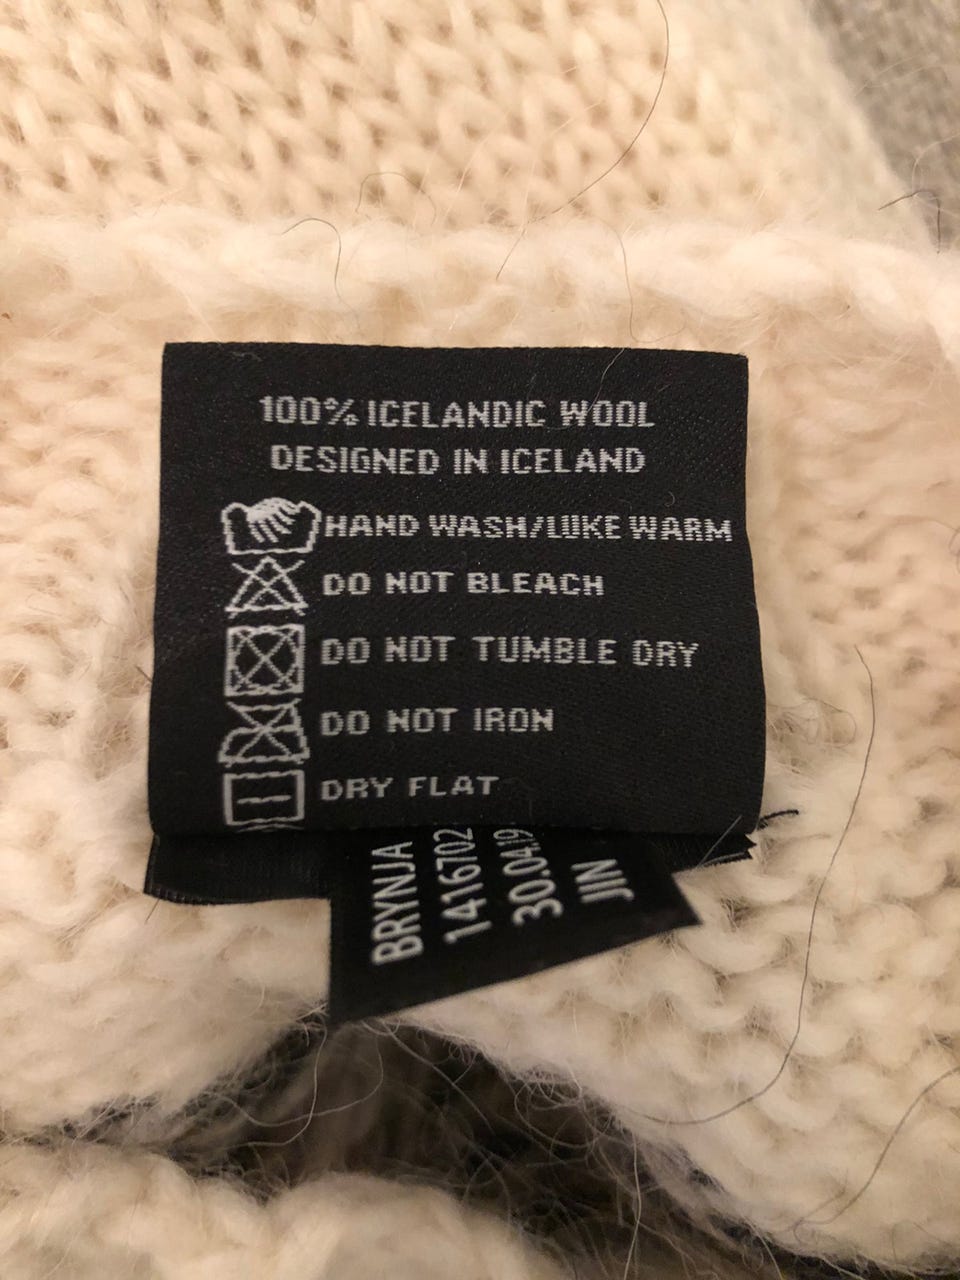 100% ICELANDIC WOOL
DESIGNED IN ICELAND
HAND WASH/LUKE WARM
DO NOT BLEACH
DO NOT TUMBLE DRY
DO NOT IRON
DRY FLAT
BRYNJA
1416702
30.04.19
JIN